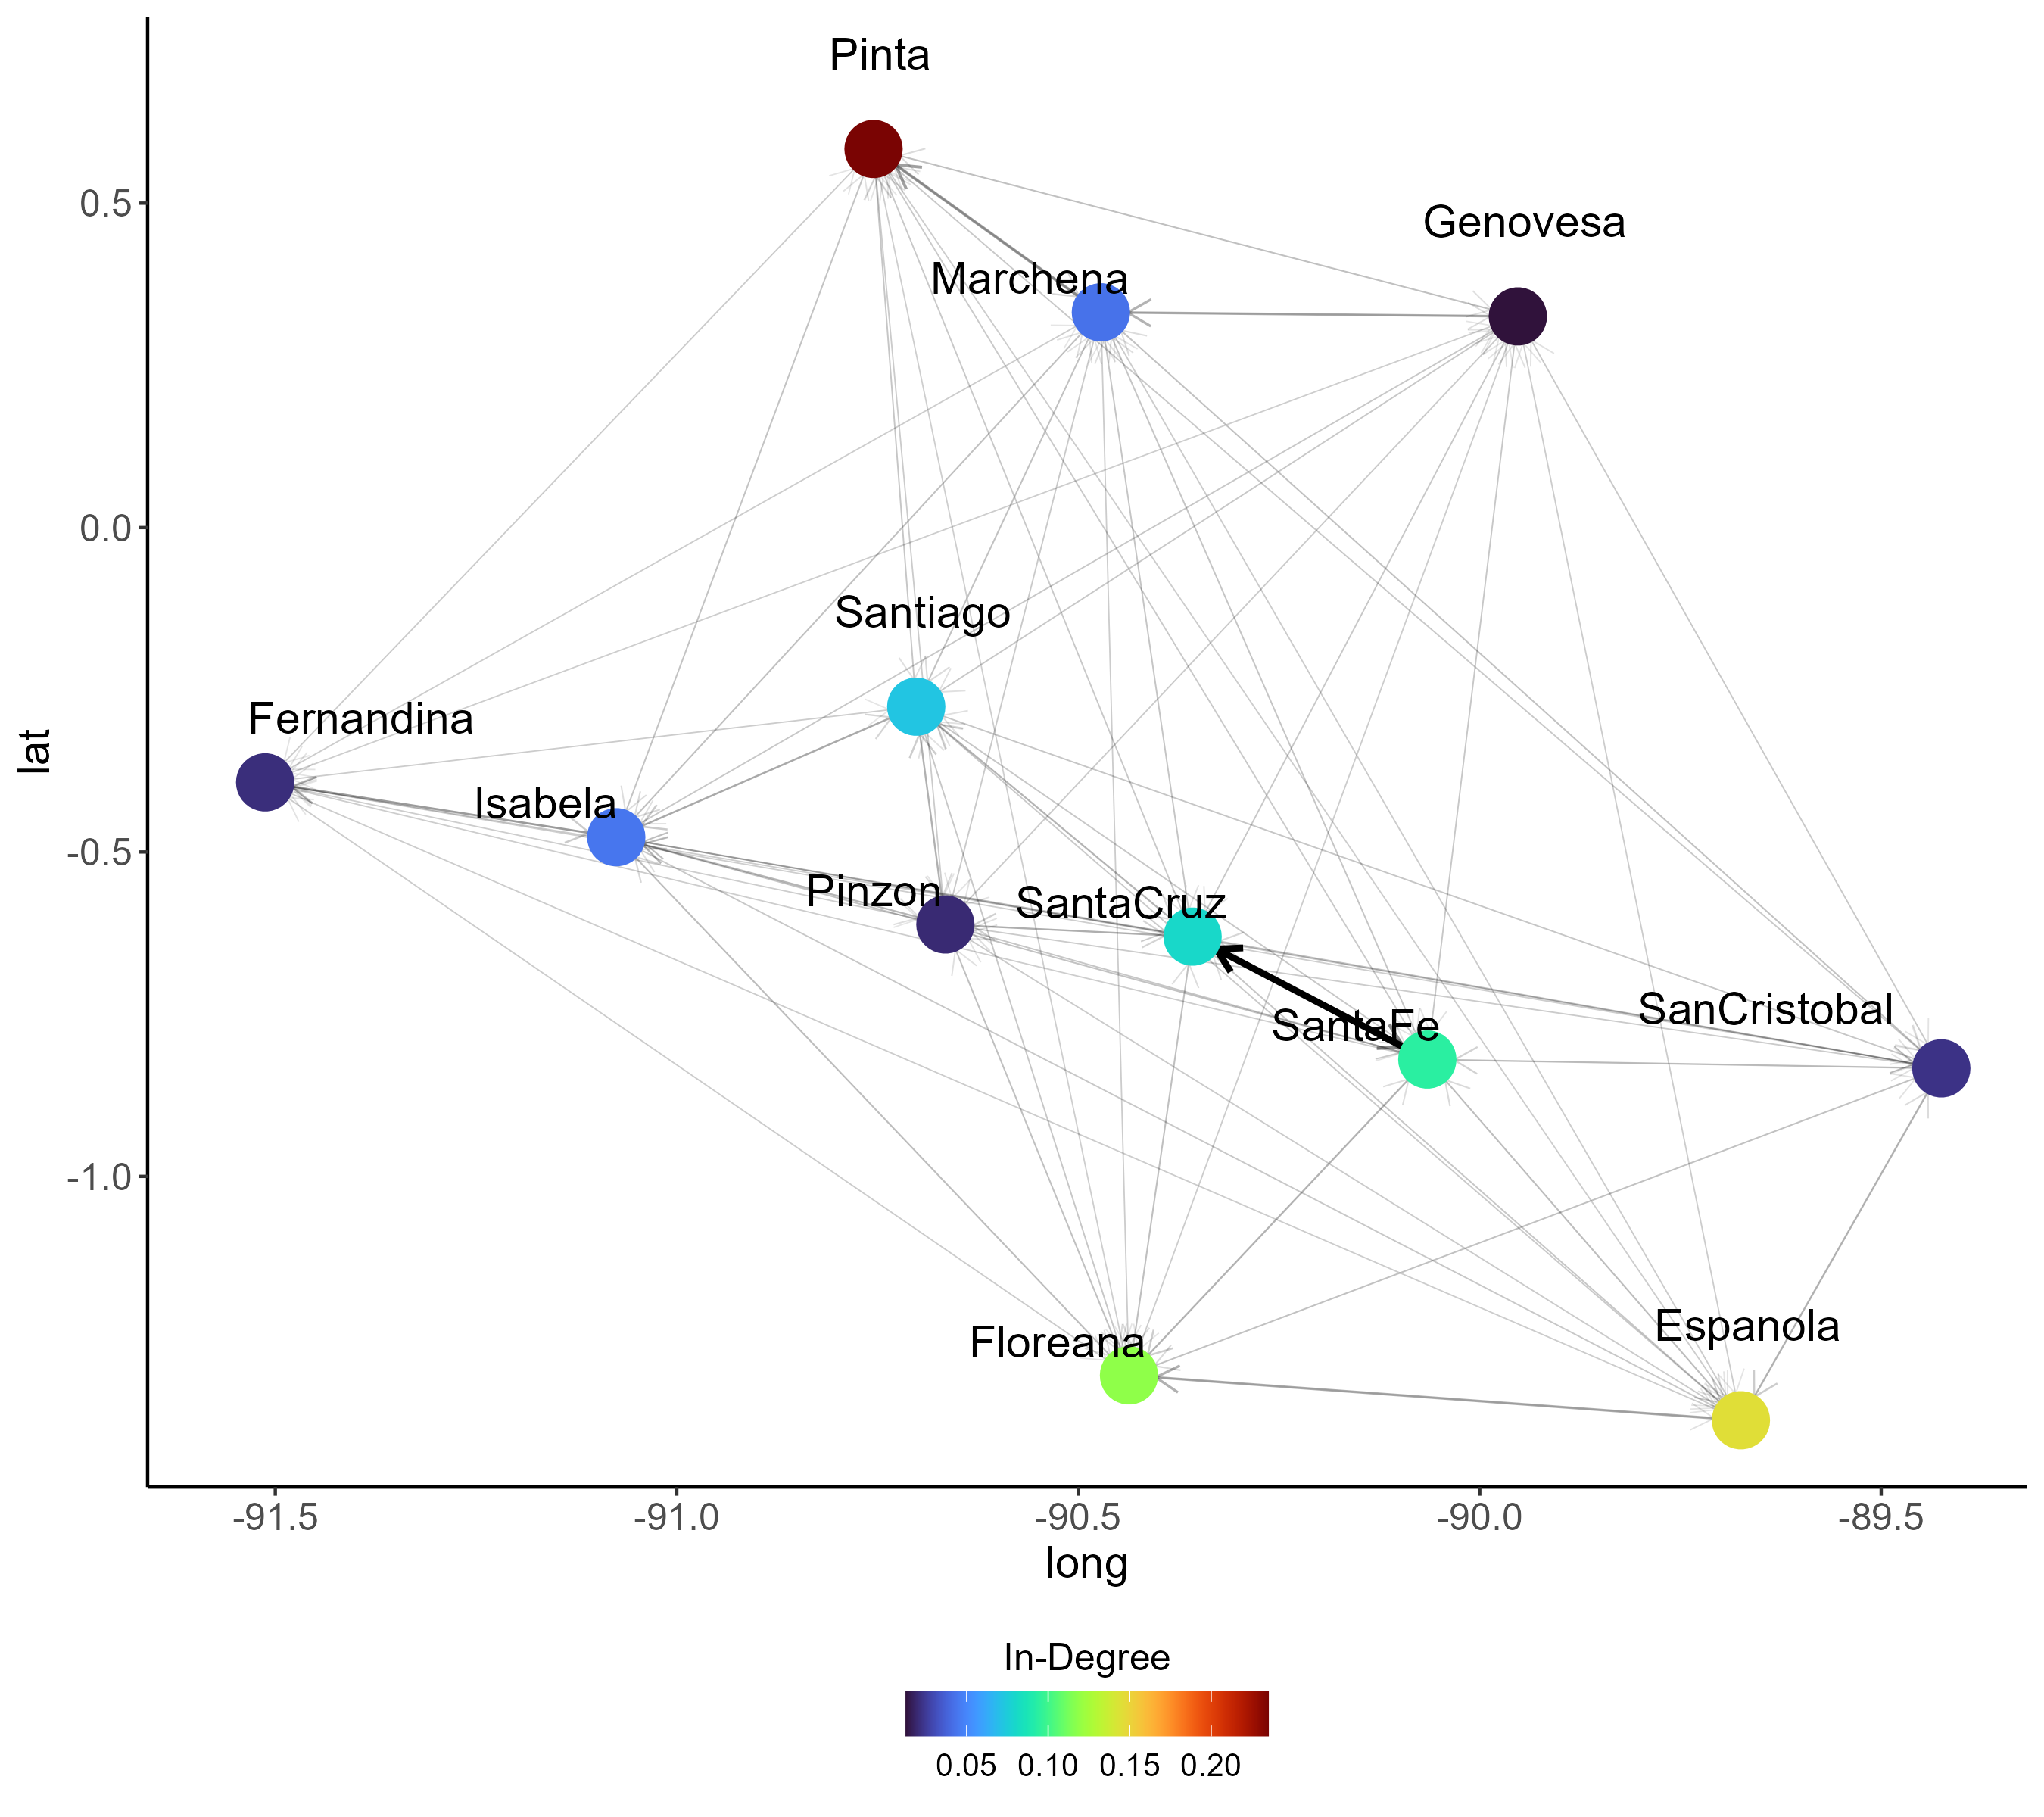 Pinta
Genovesa
Marchena
Santiago
Fernandina
Isabela
Pinzon
SantaCruz
SantaFe
SanCristobal
Floreana
Espanola
0.5
0.0
-0.5
-1.0
lat
-91.5 -91.0 -90.5 -90.0 -89.5
long
In-Degree
0.05 0.10 0.15 0.20